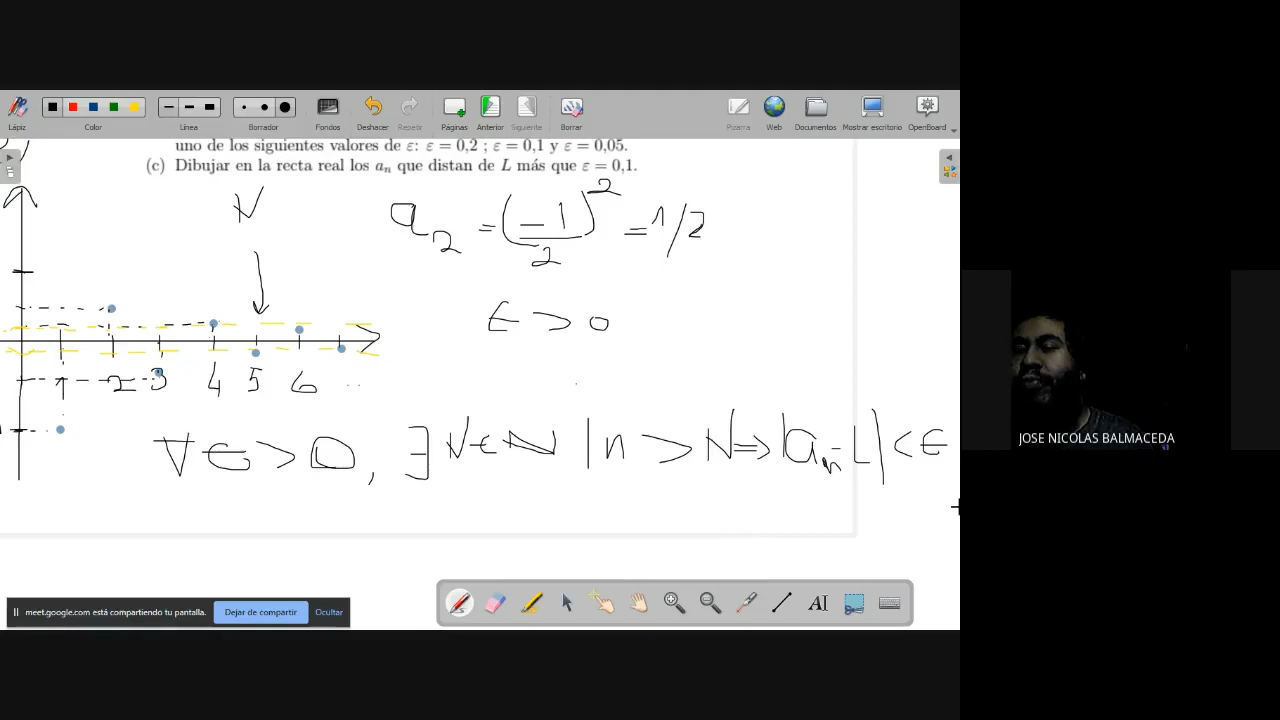 Lápiz Color Línea Borrador Fondos Deshacer Repetir Páginas Anterior Siguiente Borrar Pizarra Web Documentos Mostrar escritorio OpenBoard
uno de los siguientes valores de ε: ε = 0,2 ; ε = 0,1 y ε = 0,05.
(c) Dibujar en la recta real los aₙ que distan de L más que ε = 0,1.
N
a₂ = (-1)²/2 = 1/2
ε > 0
1 2 3 4 5 6 ...
∀ε>0, ∃N∈ℕ | n > N ⇒ |aₙ-L| < ε
JOSE NICOLAS BALMACEDA
meet.google.com está compartiendo tu pantalla. Dejar de compartir Ocultar
AI